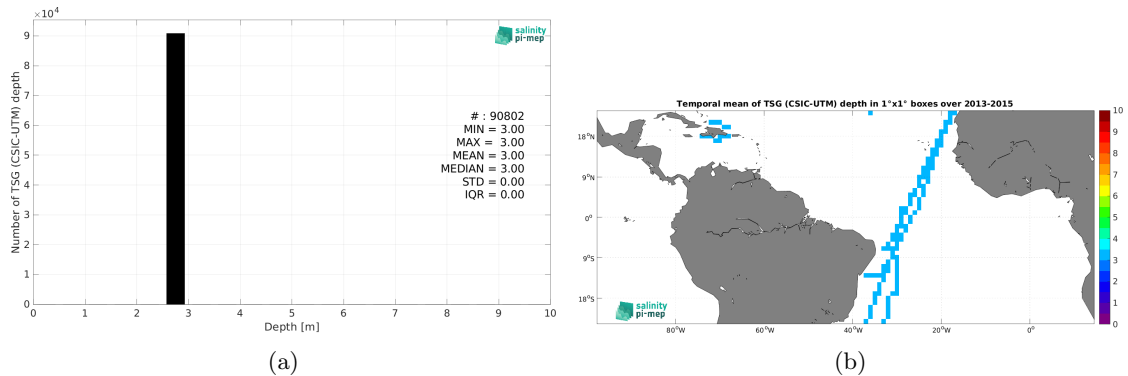 ×10⁴
9
8
7
6
5
4
3
2
1
0
Number of TSG (CSIC-UTM) depth
0 1 2 3 4 5 6 7 8 9 10
Depth [m]
salinity
pi-mep
# : 90802
MIN = 3.00
MAX = 3.00
MEAN = 3.00
MEDIAN = 3.00
STD = 0.00
IQR = 0.00
(a)
Temporal mean of TSG (CSIC-UTM) depth in 1°x1° boxes over 2013-2015
18°N
9°N
0°
9°S
18°S
80°W 60°W 40°W 20°W 0°
salinity
pi-mep
10
9
8
7
6
5
4
3
2
1
0
(b)